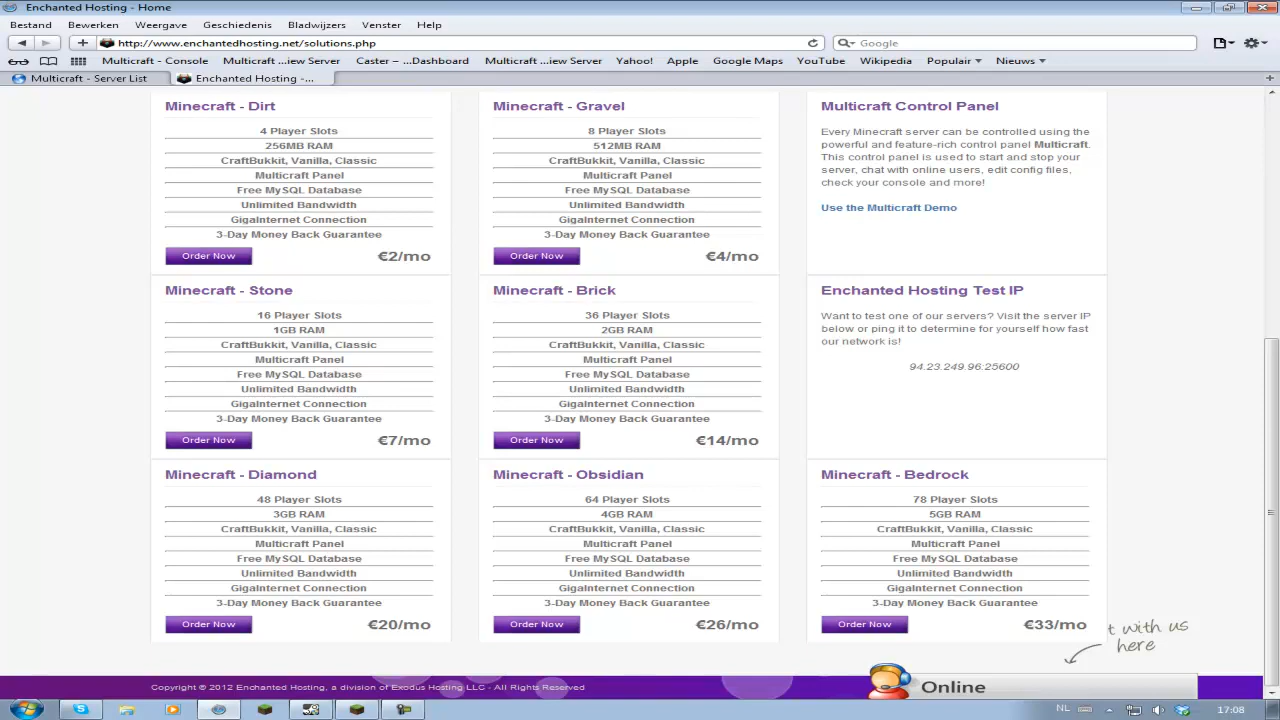 Enchanted Hosting - Home
Bestand Bewerken Weergave Geschiedenis Bladwijzers Venster Help
http://www.enchantedhosting.net/solutions.php
Google
Multicraft - Console Multicraft ...iew Server Caster – ...Dashboard Multicraft ...iew Server Yahoo! Apple Google Maps YouTube Wikipedia Populair Nieuws
Multicraft - Server List
Enchanted Hosting -...
Minecraft - Dirt
4 Player Slots
256MB RAM
CraftBukkit, Vanilla, Classic
Multicraft Panel
Free MySQL Database
Unlimited Bandwidth
GigaInternet Connection
3-Day Money Back Guarantee
Order Now
€2/mo
Minecraft - Gravel
8 Player Slots
512MB RAM
CraftBukkit, Vanilla, Classic
Multicraft Panel
Free MySQL Database
Unlimited Bandwidth
GigaInternet Connection
3-Day Money Back Guarantee
Order Now
€4/mo
Multicraft Control Panel
Every Minecraft server can be controlled using the
powerful and feature-rich control panel Multicraft.
This control panel is used to start and stop your
server, chat with online users, edit config files,
check your console and more!
Use the Multicraft Demo
Minecraft - Stone
16 Player Slots
1GB RAM
CraftBukkit, Vanilla, Classic
Multicraft Panel
Free MySQL Database
Unlimited Bandwidth
GigaInternet Connection
3-Day Money Back Guarantee
Order Now
€7/mo
Minecraft - Brick
36 Player Slots
2GB RAM
CraftBukkit, Vanilla, Classic
Multicraft Panel
Free MySQL Database
Unlimited Bandwidth
GigaInternet Connection
3-Day Money Back Guarantee
Order Now
€14/mo
Enchanted Hosting Test IP
Want to test one of our servers? Visit the server IP
below or ping it to determine for yourself how fast
our network is!
94.23.249.96:25600
Minecraft - Diamond
48 Player Slots
3GB RAM
CraftBukkit, Vanilla, Classic
Multicraft Panel
Free MySQL Database
Unlimited Bandwidth
GigaInternet Connection
3-Day Money Back Guarantee
Order Now
€20/mo
Minecraft - Obsidian
64 Player Slots
4GB RAM
CraftBukkit, Vanilla, Classic
Multicraft Panel
Free MySQL Database
Unlimited Bandwidth
GigaInternet Connection
3-Day Money Back Guarantee
Order Now
€26/mo
Minecraft - Bedrock
78 Player Slots
5GB RAM
CraftBukkit, Vanilla, Classic
Multicraft Panel
Free MySQL Database
Unlimited Bandwidth
GigaInternet Connection
3-Day Money Back Guarantee
Order Now
€33/mo
t with us
here
Online
Copyright © 2012 Enchanted Hosting, a division of Exodus Hosting LLC - All Rights Reserved
NL
17:08